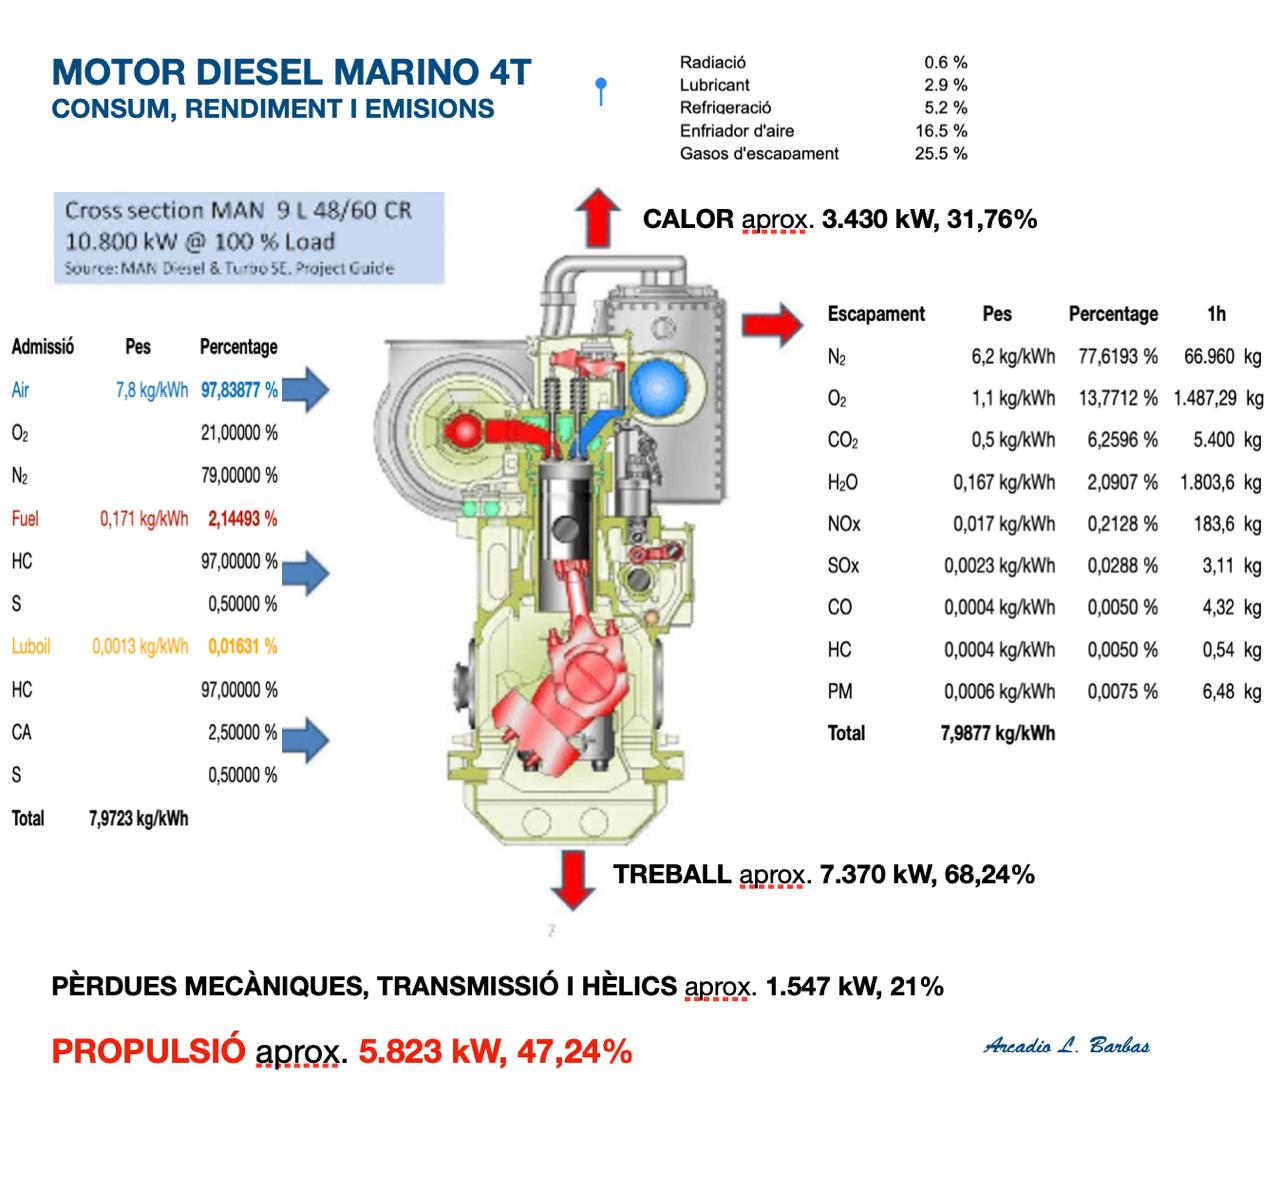 MOTOR DIESEL MARINO 4T
CONSUM, RENDIMENT I EMISIONS
Radiació 0.6 %
Lubricant 2.9 %
Refrigeració 5,2 %
Enfriador d'aire 16.5 %
Gasos d'escapament 25.5 %
Cross section MAN 9 L 48/60 CR
10.800 kW @ 100 % Load
Source: MAN Diesel & Turbo SE, Project Guide
CALOR aprox. 3.430 kW, 31,76%
Admissió Pes Percentage
Air 7,8 kg/kWh 97,83877 %
O₂ 21,00000 %
N₂ 79,00000 %
Fuel 0,171 kg/kWh 2,14493 %
HC 97,00000 %
S 0,50000 %
Luboil 0,0013 kg/kWh 0,01631 %
HC 97,00000 %
CA 2,50000 %
S 0,50000 %
Total 7,9723 kg/kWh
Escapament Pes Percentage 1h
N₂ 6,2 kg/kWh 77,6193 % 66.960 kg
O₂ 1,1 kg/kWh 13,7712 % 1.487,29 kg
CO₂ 0,5 kg/kWh 6,2596 % 5.400 kg
H₂O 0,167 kg/kWh 2,0907 % 1.803,6 kg
NOx 0,017 kg/kWh 0,2128 % 183,6 kg
SOx 0,0023 kg/kWh 0,0288 % 3,11 kg
CO 0,0004 kg/kWh 0,0050 % 4,32 kg
HC 0,0004 kg/kWh 0,0050 % 0,54 kg
PM 0,0006 kg/kWh 0,0075 % 6,48 kg
Total 7,9877 kg/kWh
TREBALL aprox. 7.370 kW, 68,24%
7
PÈRDUES MECÀNIQUES, TRANSMISSIÓ I HÈLICS aprox. 1.547 kW, 21%
PROPULSIÓ aprox. 5.823 kW, 47,24%
Arcadio L. Barbas